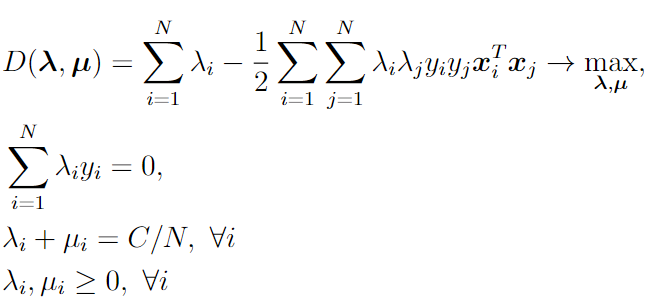 D(λ, μ) = ∑_{i=1}^{N} λ_i − \frac{1}{2} ∑_{i=1}^{N} ∑_{j=1}^{N} λ_i λ_j y_i y_j x_i^T x_j → max_{λ,μ},
∑_{i=1}^{N} λ_i y_i = 0,
λ_i + μ_i = C/N, ∀i
λ_i, μ_i ≥ 0, ∀i